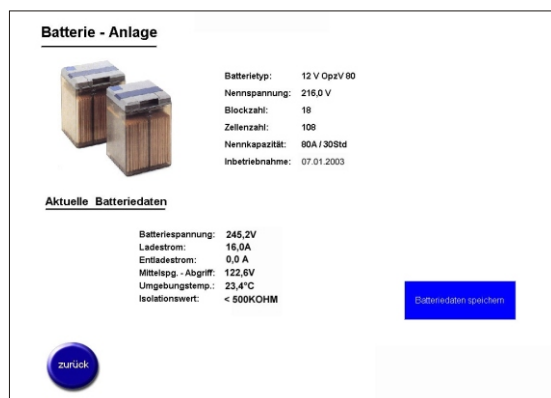 Batterie - Anlage
Batterietyp: 12 V OpzV 80
Nennspannung: 216,0 V
Blockzahl: 18
Zellenzahl: 108
Nennkapazität: 80A / 30Std
Inbetriebnahme: 07.01.2003
Aktuelle Batteriedaten
Batteriespannung: 245,2V
Ladestrom: 16,0A
Entladestrom: 0,0 A
Mittelspg. - Abgriff: 122,6V
Umgebungstemp.: 23,4°C
Isolationswert: < 500KOHM
Batteriedaten speichern
zurück